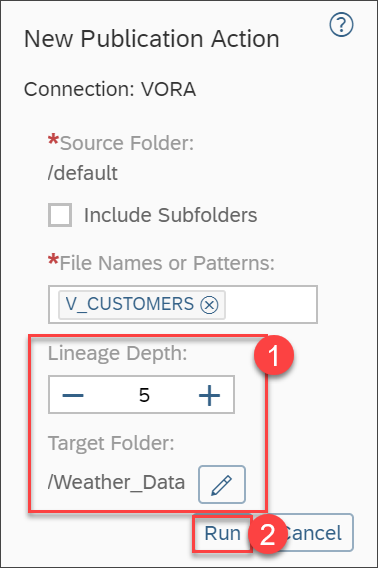 New Publication Action
?
Connection: VORA
*Source Folder:
/default
Include Subfolders
*File Names or Patterns:
V_CUSTOMERS
Lineage Depth:
1
− 5 +
Target Folder:
/Weather_Data
Run 2 Cancel